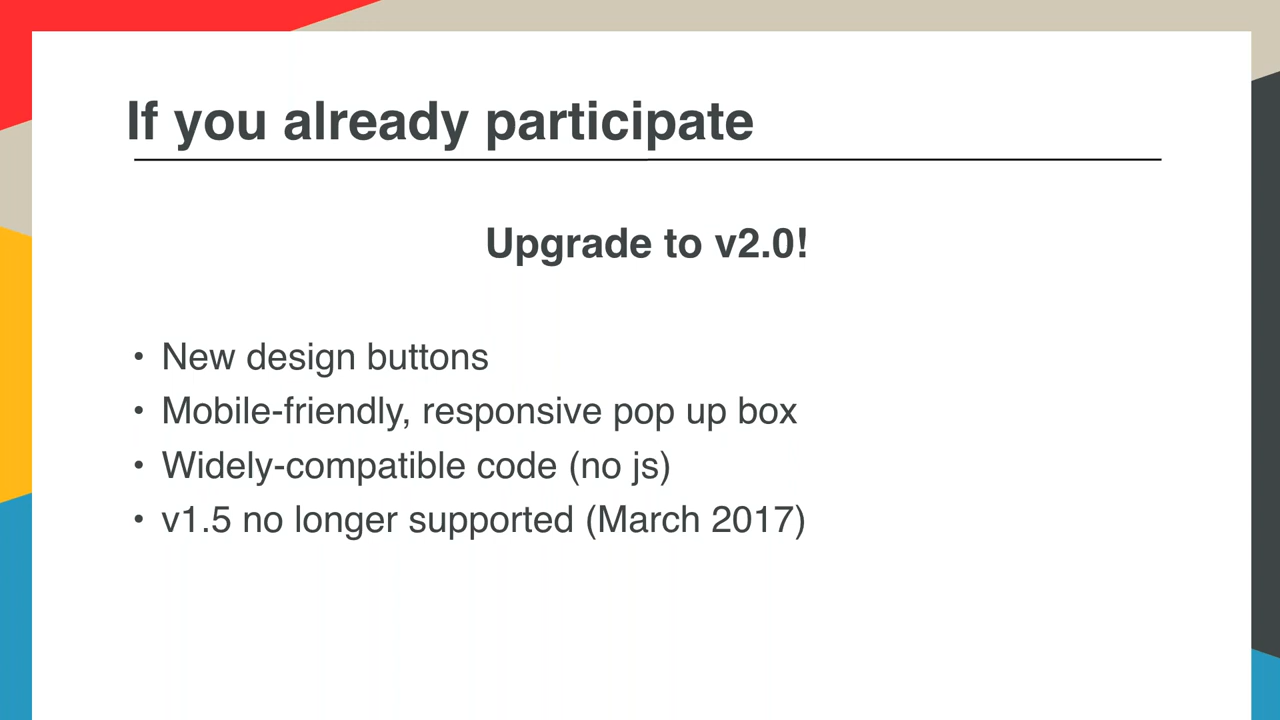 If you already participate
Upgrade to v2.0!
• New design buttons
• Mobile-friendly, responsive pop up box
• Widely-compatible code (no js)
• v1.5 no longer supported (March 2017)